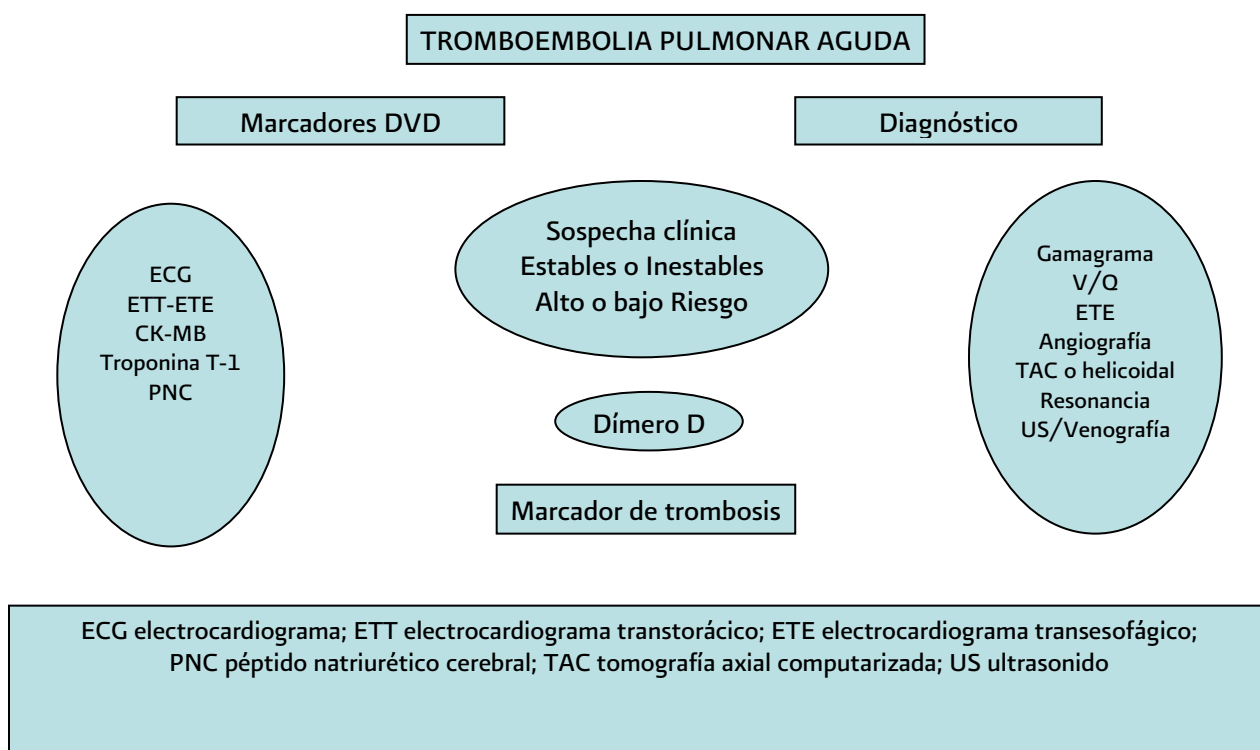 TROMBOEMBOLIA PULMONAR AGUDA
Marcadores DVD
Diagnóstico
ECG
ETT-ETE
CK-MB
Troponina T-1
PNC
Sospecha clínica
Estables o Inestables
Alto o bajo Riesgo
Dímero D
Marcador de trombosis
Gamagrama
V/Q
ETE
Angiografía
TAC o helicoidal
Resonancia
US/Venografía
ECG electrocardiograma; ETT electrocardiograma transtorácico; ETE electrocardiograma transesofágico;
PNC péptido natriurético cerebral; TAC tomografía axial computarizada; US ultrasonido